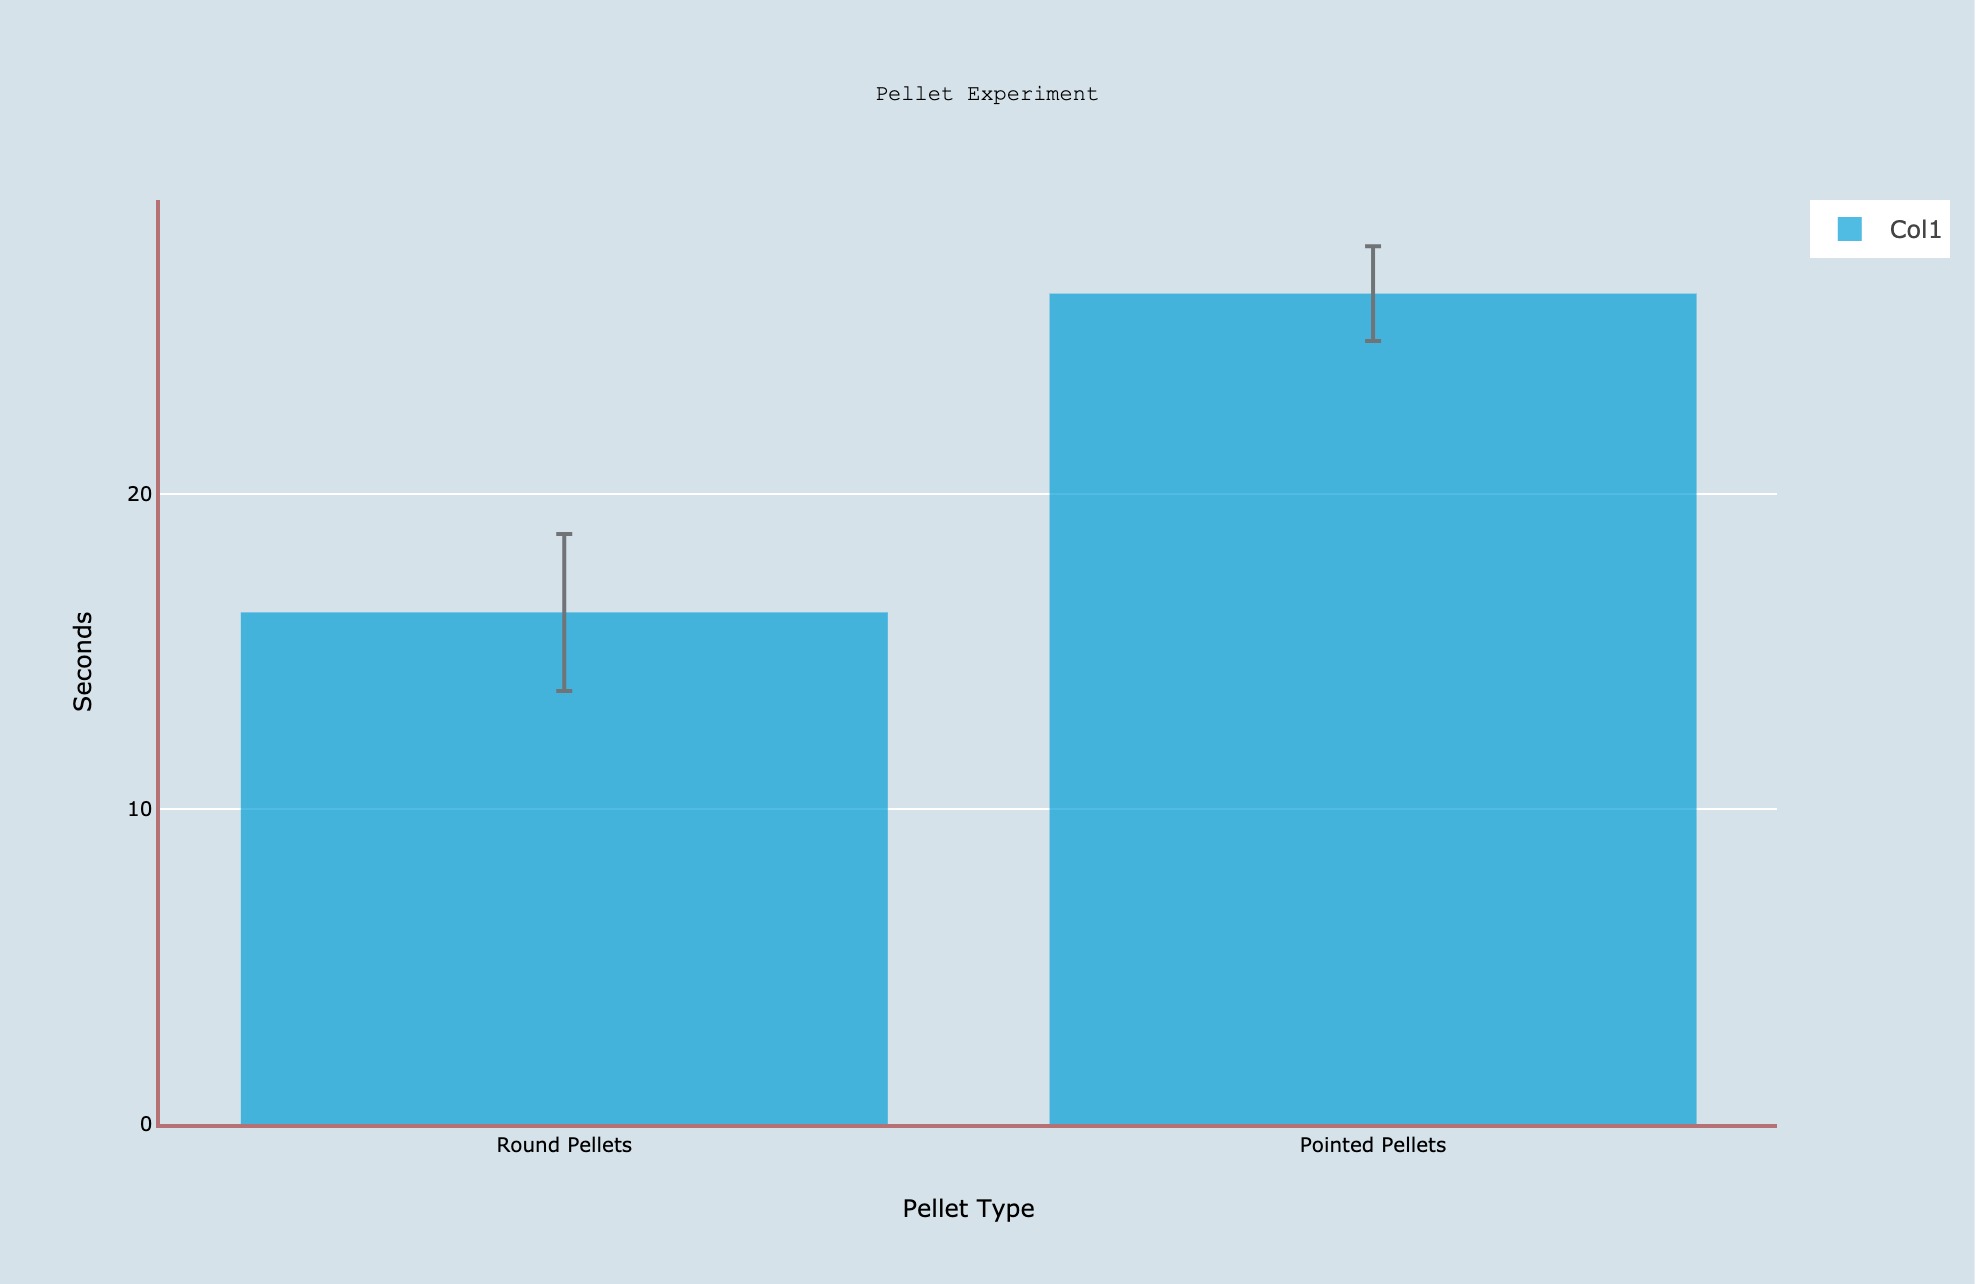 Pellet Experiment
Col1
20
10
0
Seconds
Round Pellets
Pointed Pellets
Pellet Type